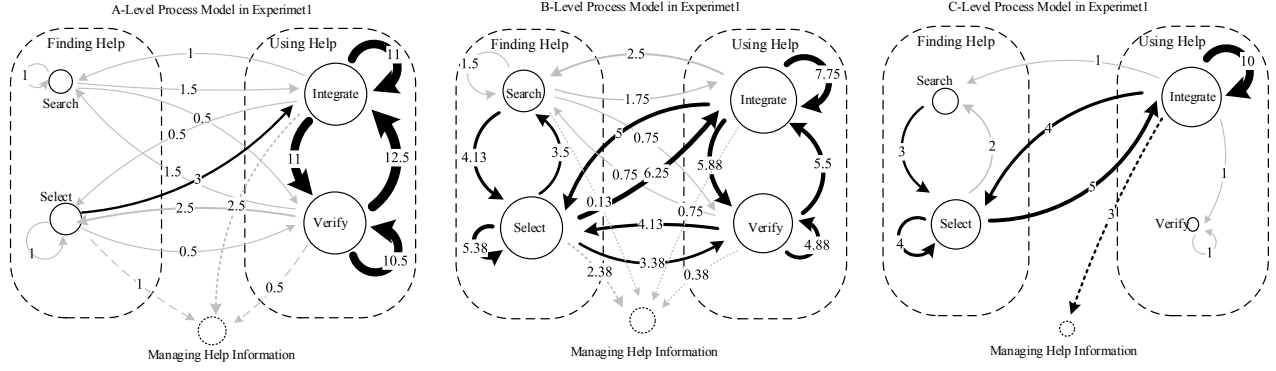 A-Level Process Model in Experimet1
Finding Help
Using Help
1
11
1
Search
1.5
Integrate
0.5
0.5
11
12.5
1.5
3
Select
2.5
2.5
Verify
1
0.5
10.5
1
0.5
Managing Help Information
B-Level Process Model in Experimet1
Finding Help
Using Help
1.5
2.5
7.75
Search
1.75
Integrate
5
0.75
4.13
3.5
5.88
5.5
0.75
6.25
0.13
0.75
Select
4.13
Verify
5.38
3.38
4.88
2.38
0.38
Managing Help Information
C-Level Process Model in Experimet1
Finding Help
Using Help
1
10
Search
Integrate
4
3
2
5
1
Select
3
Verify
4
1
Managing Help Information